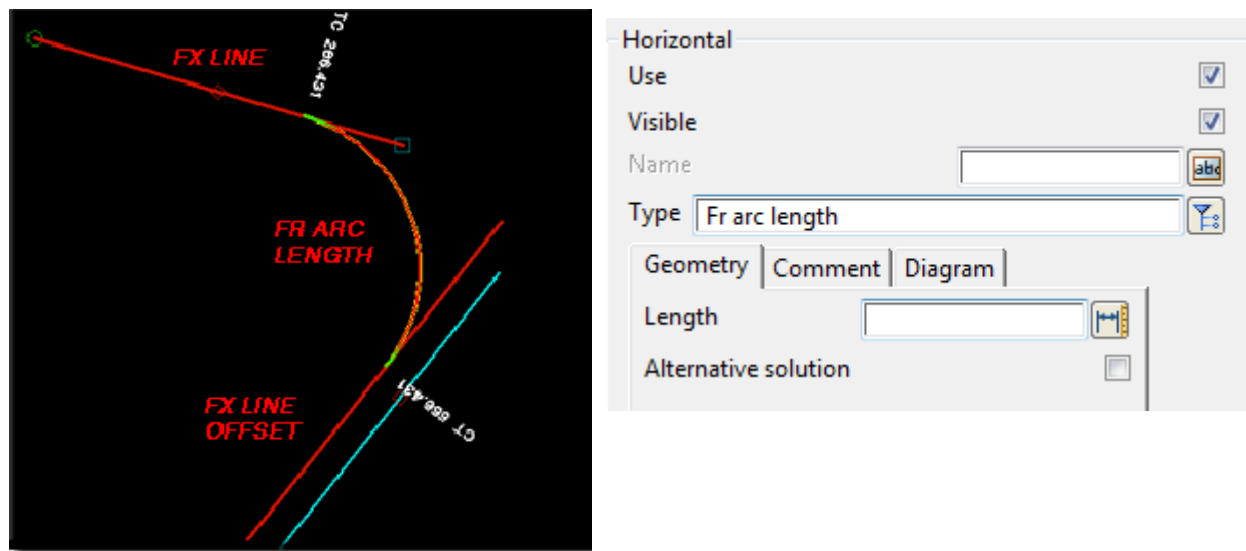 FX LINE
TC 266.431
FR ARC
LENGTH
FX LINE
OFFSET
CT 666.431
Horizontal
Use
Visible
Name
abc
Type Fr arc length
Geometry Comment Diagram
Length
Alternative solution